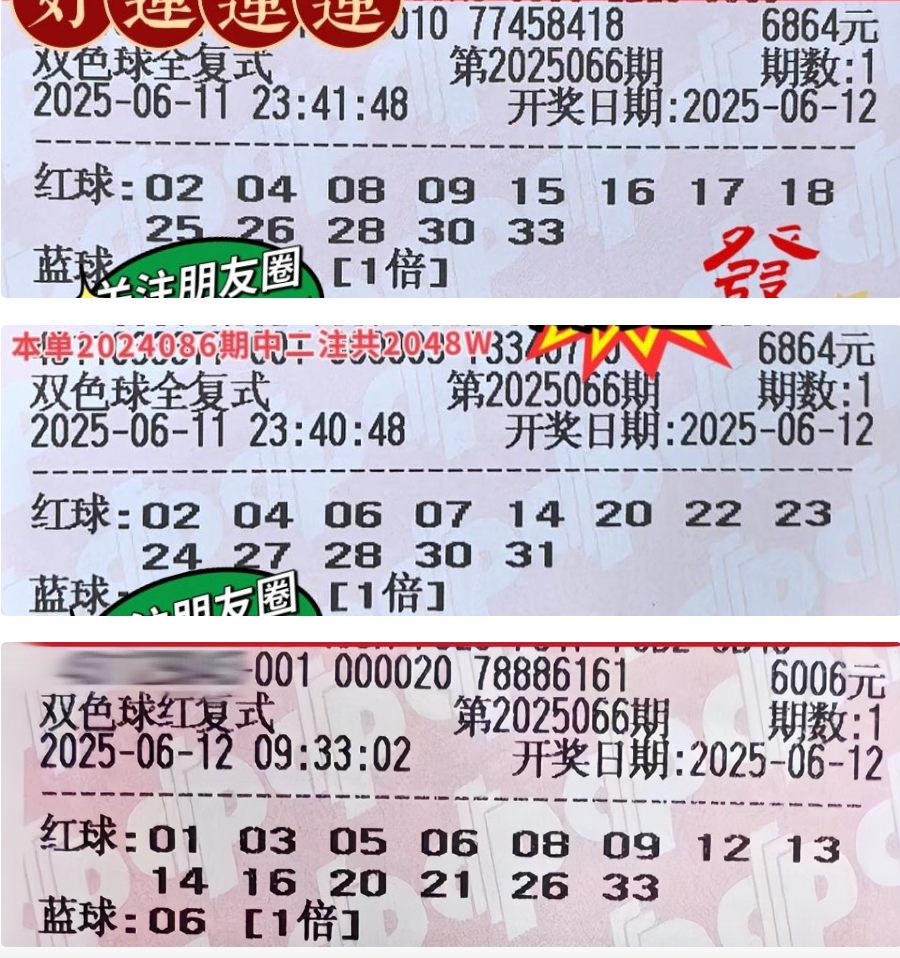 好運運運
010 77458418 6864元
双色球全复式 第2025066期 期数:1
2025-06-11 23:41:48 开奖日期:2025-06-12
红球:02 04 08 09 15 16 17 18
25 26 28 30 33
蓝球 [1倍]
关注朋友圈
發
本单2024086期中二注共2048W
6864元
双色球全复式 第2025066期 期数:1
2025-06-11 23:40:48 开奖日期:2025-06-12
红球:02 04 06 07 14 20 22 23
24 27 28 30 31
蓝球: [1倍]
注朋友圈
-001 000020 78886161 6006元
双色球红复式 第2025066期 期数:1
2025-06-12 09:33:02 开奖日期:2025-06-12
红球:01 03 05 06 08 09 12 13
14 16 20 21 26 33
蓝球:06 [1倍]